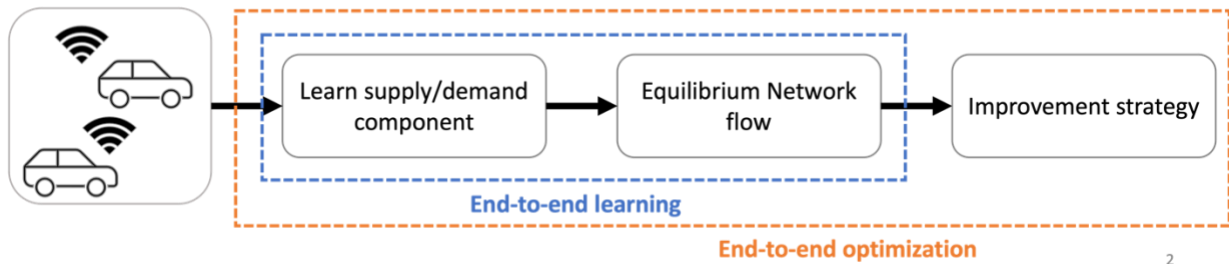 Learn supply/demand
component
Equilibrium Network
flow
Improvement strategy
End-to-end learning
End-to-end optimization
2